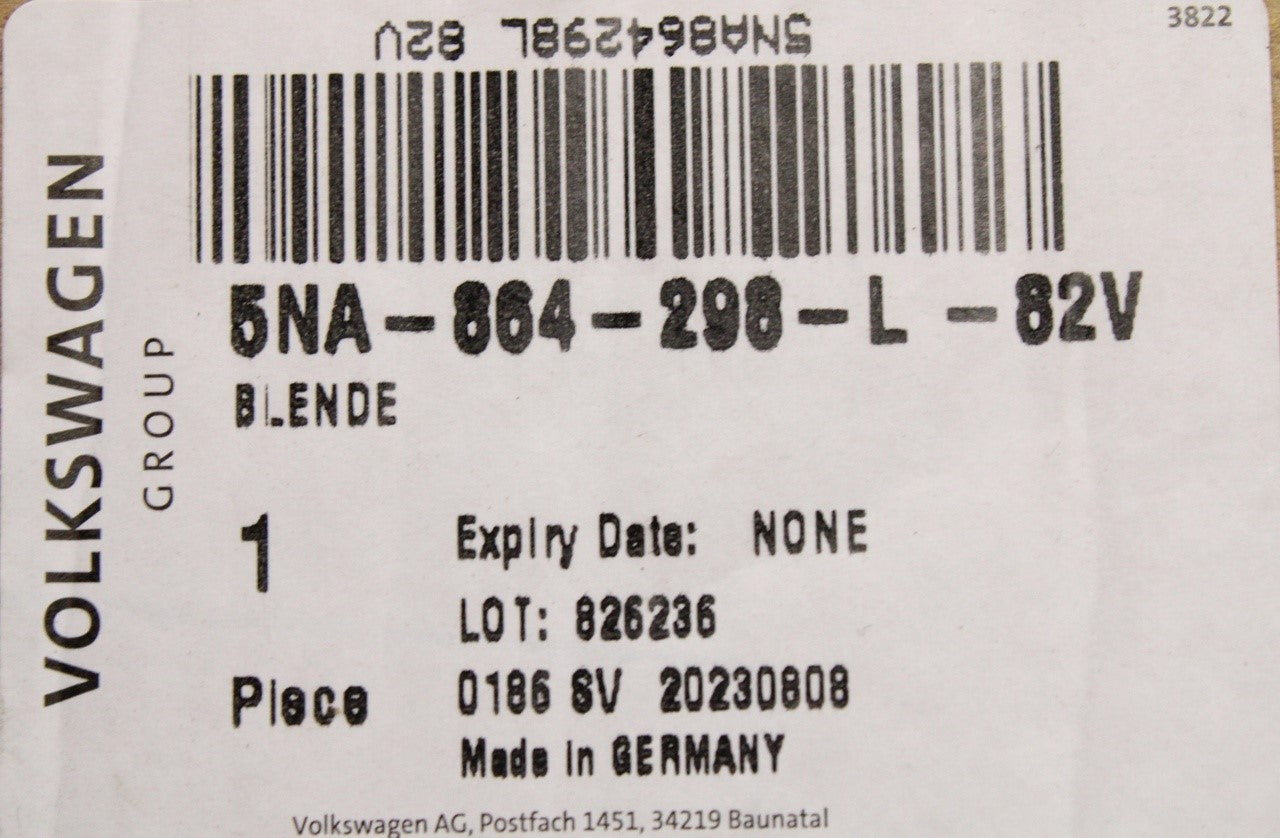 3822
5NA864298L 82V
VOLKSWAGEN
GROUP
5NA-864-298-L -82V
BLENDE
1 Piece
Expiry Date: NONE
LOT: 826236
0186 SV 20230808
Made in GERMANY
Volkswagen AG, Postfach 1451, 34219 Baunatal